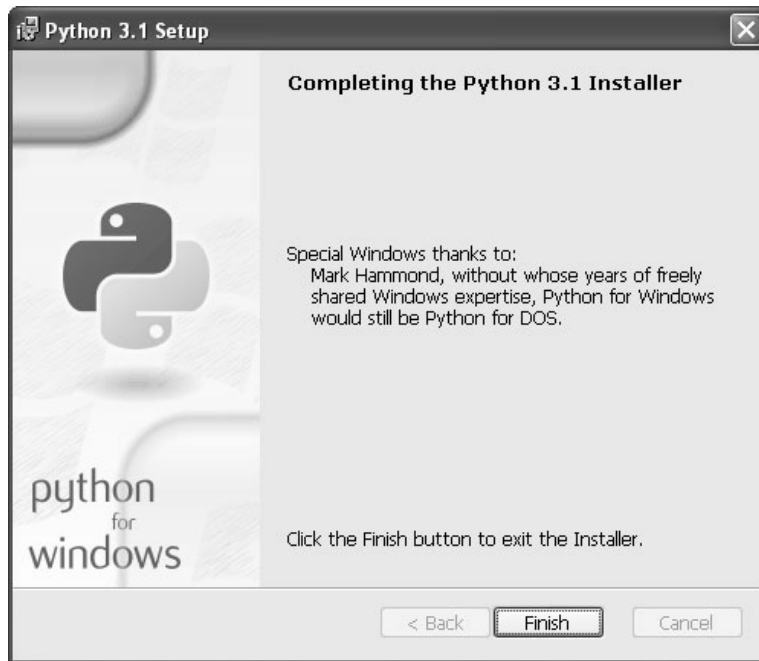 Python 3.1 Setup
Completing the Python 3.1 Installer
Special Windows thanks to:
Mark Hammond, without whose years of freely
shared Windows expertise, Python for Windows
would still be Python for DOS.
python
for
windows
Click the Finish button to exit the Installer.
< Back
Finish
Cancel